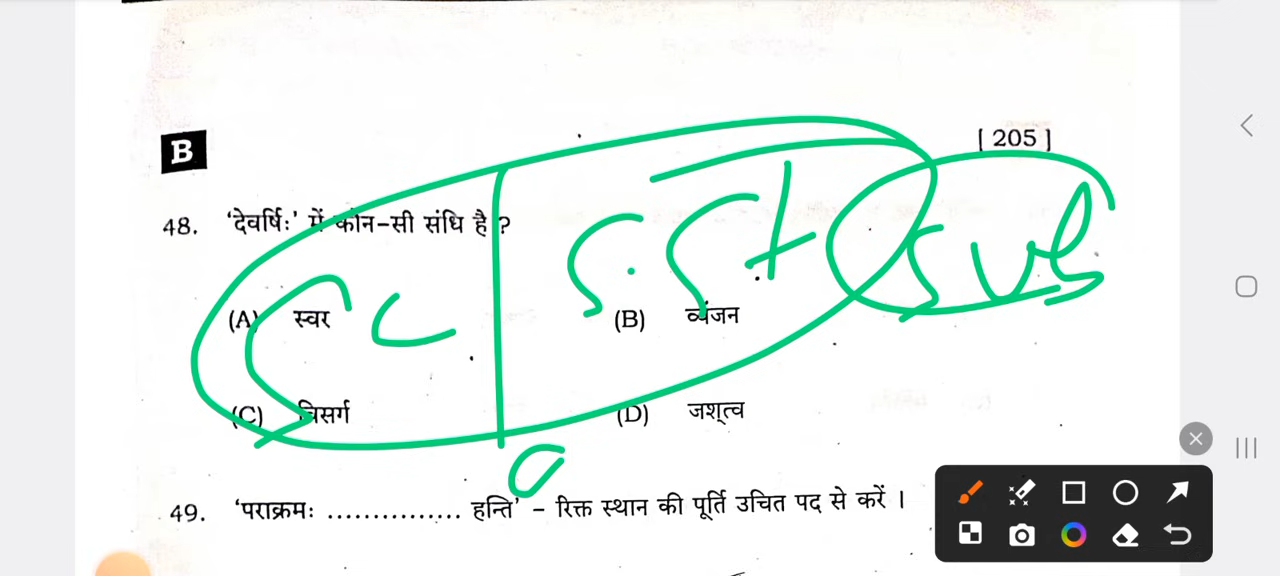 B
[ 205 ]
48. 'देवर्षिः' में कौन-सी संधि है ?
(A) स्वर (B) व्यंजन
(C) विसर्ग (D) जश्त्व
49. 'पराक्रमः ............... हन्ति' - रिक्त स्थान की पूर्ति उचित पद से करें ।